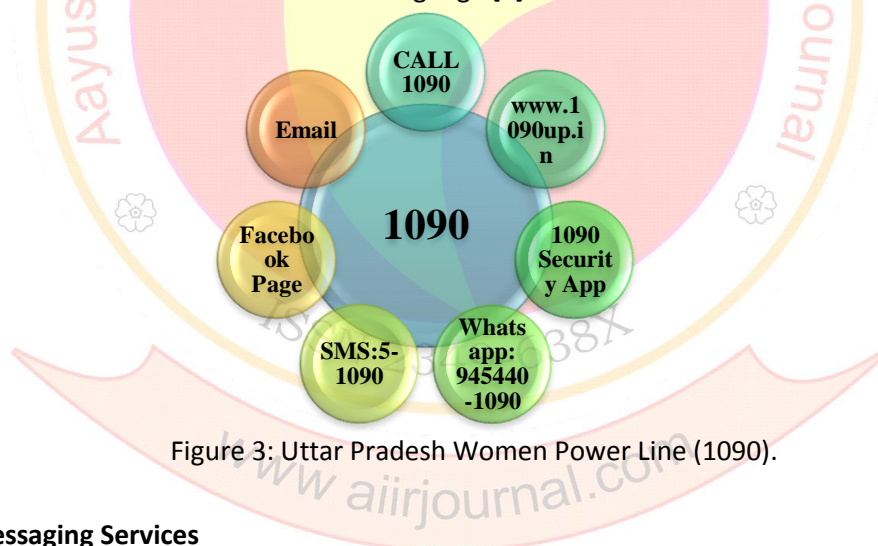 CALL
1090
www.1
090up.i
n
1090
Securit
y App
Whats
app:
945440
-1090
SMS:5-
1090
Facebo
ok
Page
Email
1090
Figure 3: Uttar Pradesh Women Power Line (1090).
www aiirjournal.com
essaging Services